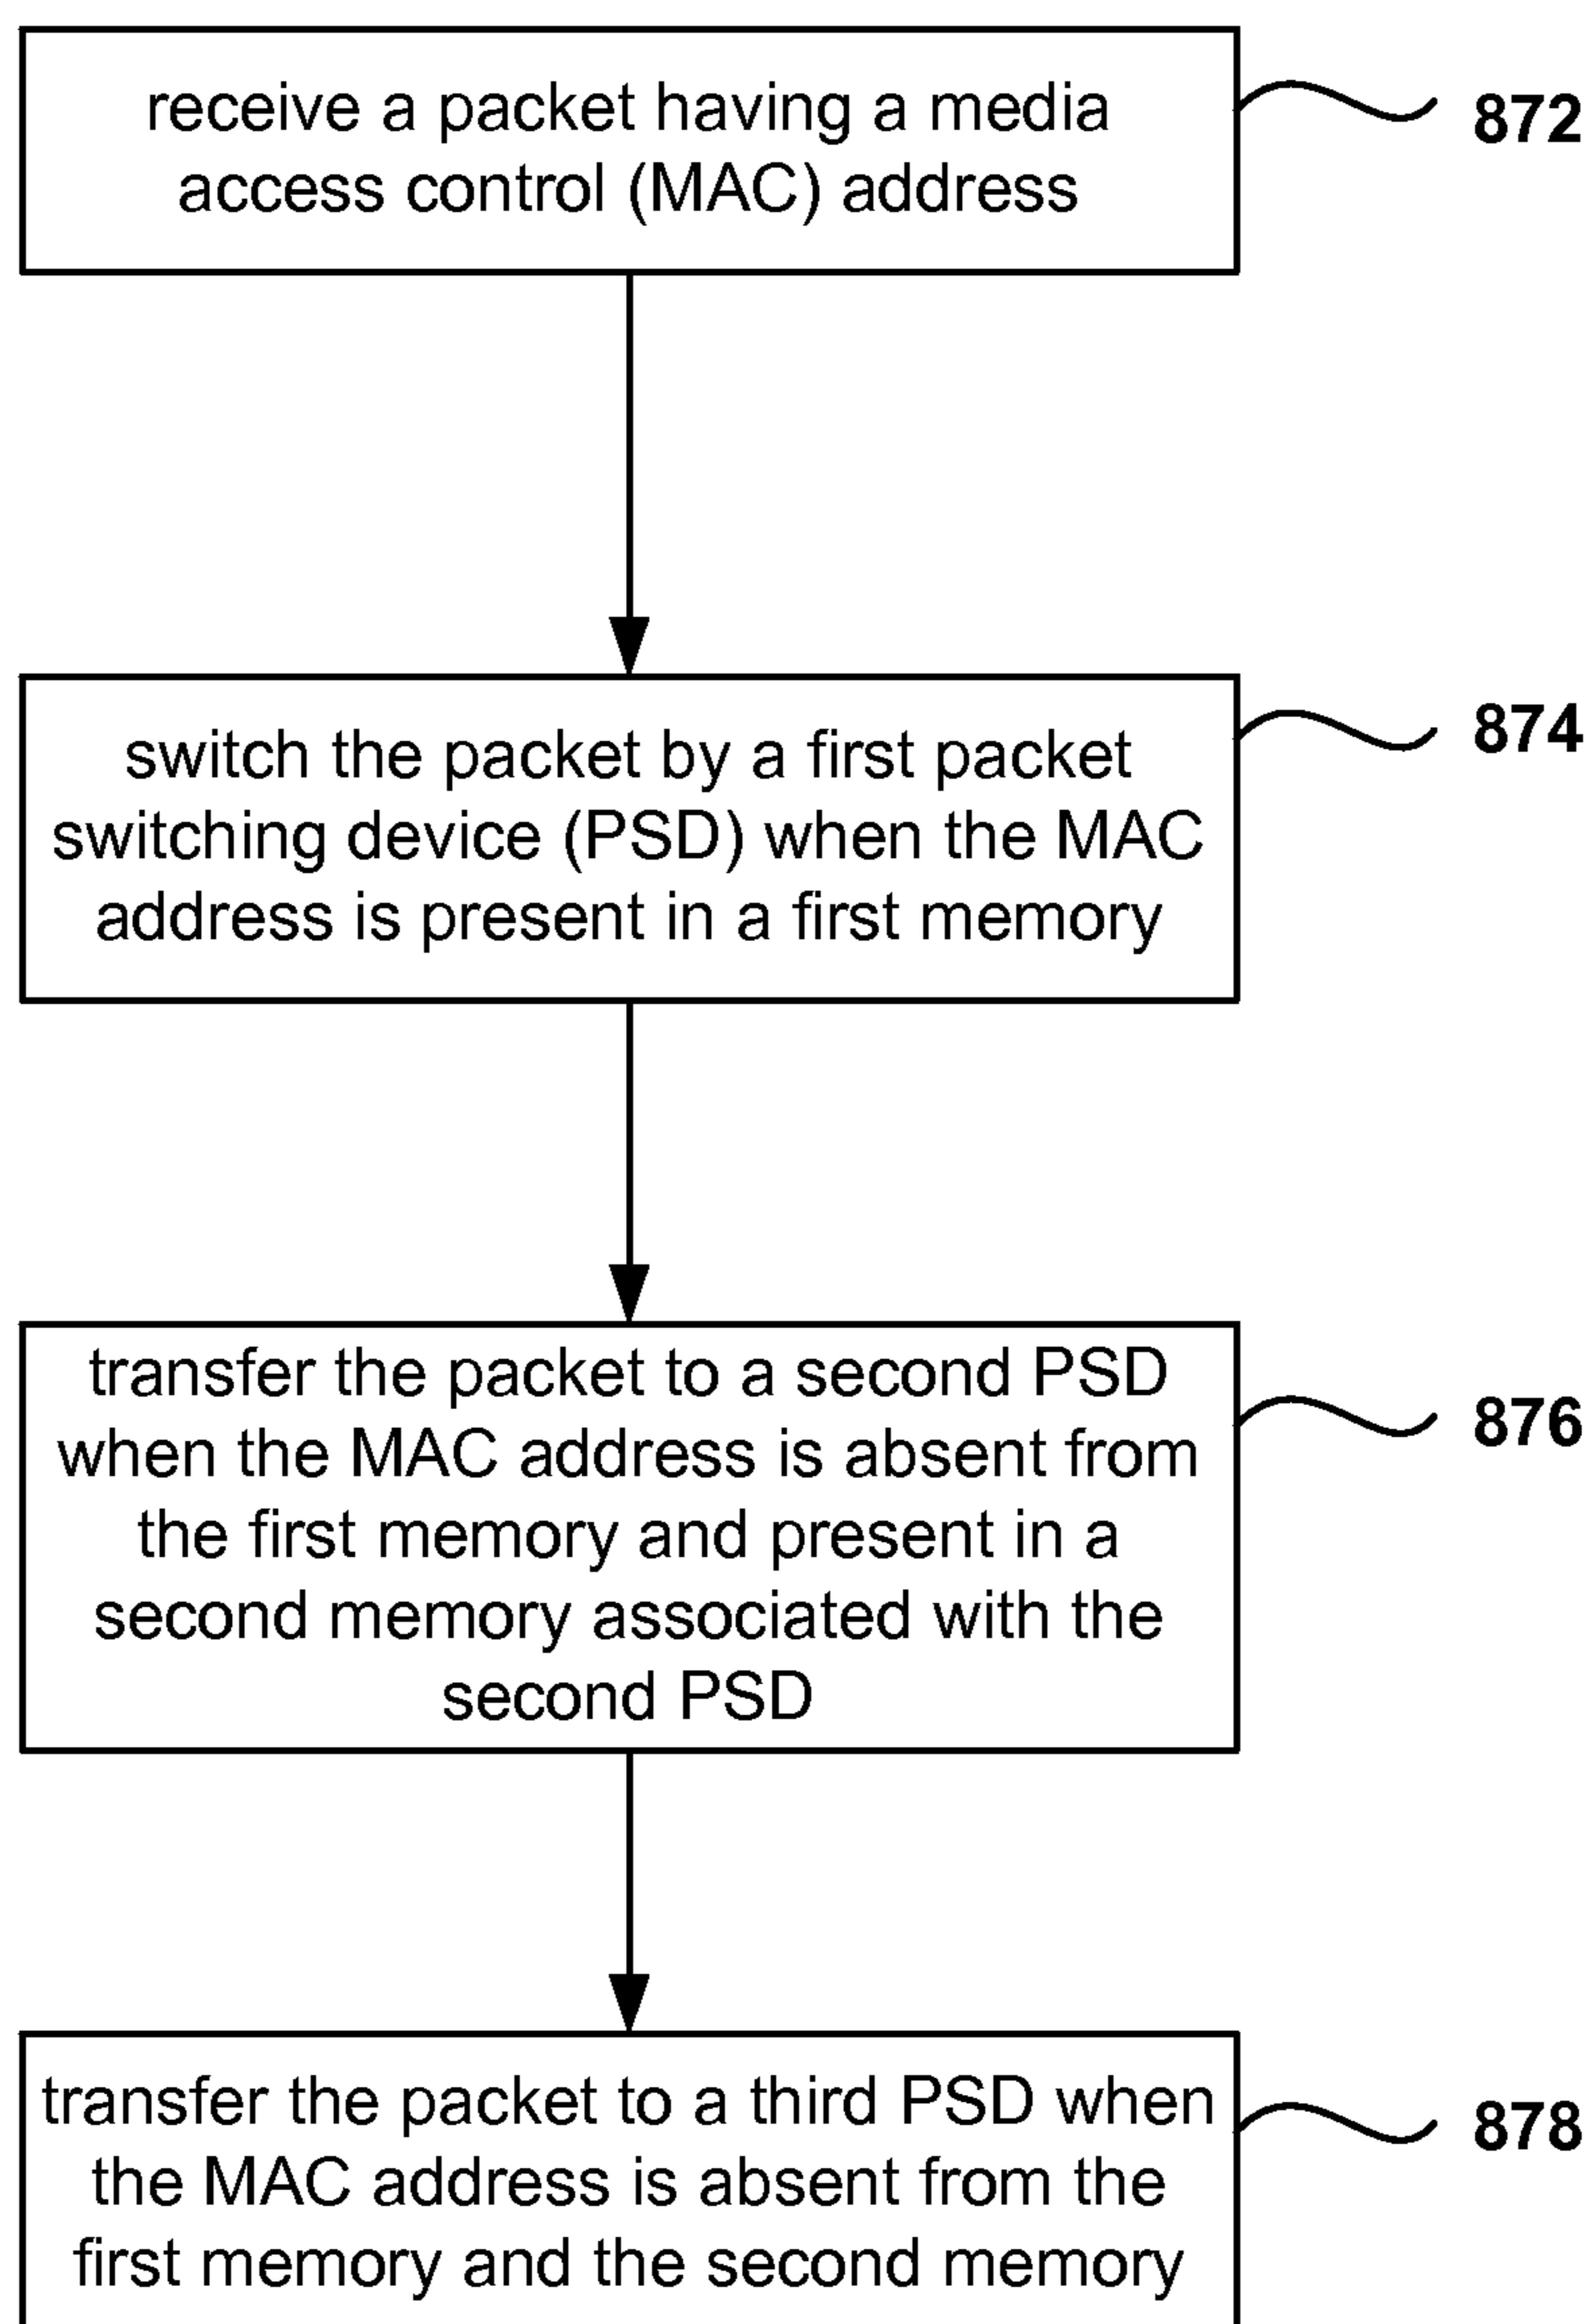 receive a packet having a media
access control (MAC) address
872
switch the packet by a first packet
switching device (PSD) when the MAC
address is present in a first memory
874
transfer the packet to a second PSD
when the MAC address is absent from
the first memory and present in a
second memory associated with the
second PSD
876
transfer the packet to a third PSD when
the MAC address is absent from the
first memory and the second memory
878